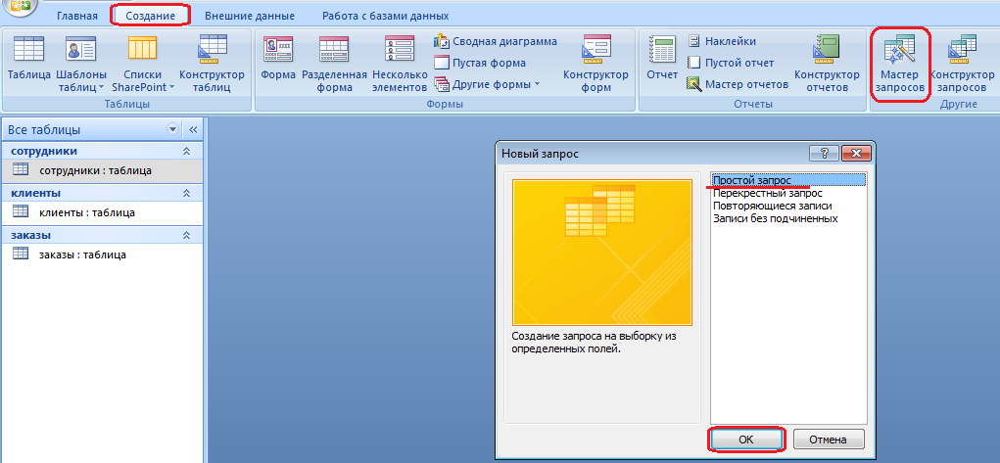 Главная Создание Внешние данные Работа с базами данных
Таблица Шаблоны таблиц Списки SharePoint Конструктор таблиц
Таблицы
Форма Разделенная форма Несколько элементов
Сводная диаграмма
Пустая форма
Другие формы
Конструктор форм
Формы
Отчет
Наклейки
Пустой отчет
Мастер отчетов
Конструктор отчетов
Отчеты
Мастер запросов Конструктор запросов
Другие
Все таблицы «
сотрудники
сотрудники : таблица
клиенты
клиенты : таблица
заказы
заказы : таблица
Новый запрос
?
Простой запрос
Перекрестный запрос
Повторяющиеся записи
Записи без подчиненных
Создание запроса на выборку из
определенных полей.
ОК Отмена